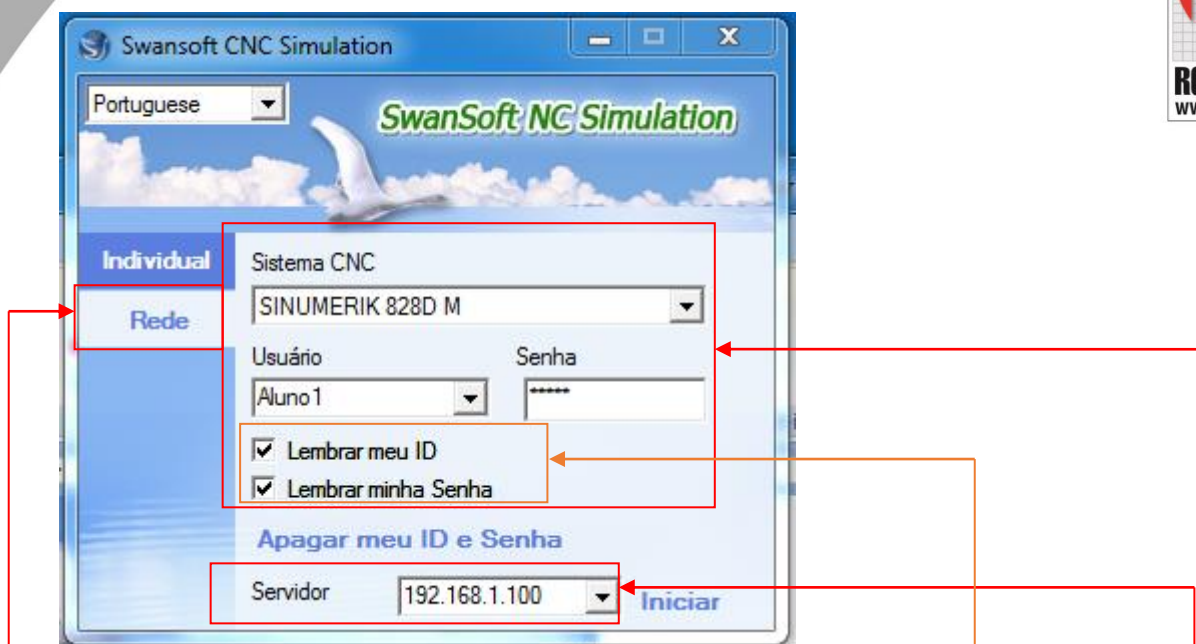 Swansoft CNC Simulation
Portuguese
SwanSoft NC Simulation
Individual
Rede
Sistema CNC
SINUMERIK 828D M
Usuário
Senha
Aluno1
*****
Lembrar meu ID
Lembrar minha Senha
Apagar meu ID e Senha
Servidor
192.168.1.100
Iniciar